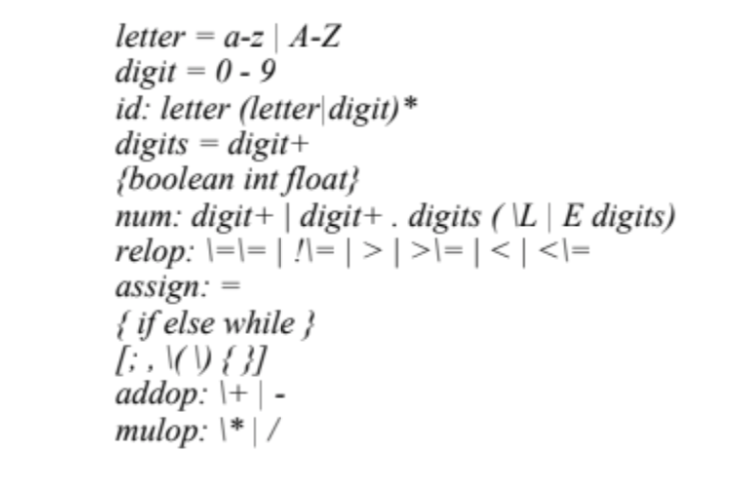 letter = a-z | A-Z
digit = 0 - 9
id: letter (letter|digit)*
digits = digit+
{boolean int float}
num: digit+ | digit+ . digits ( \L | E digits)
relop: \=\= | !\= | > | >\= | < | <\=
assign: =
{ if else while }
[; , \( \) { }]
addop: \+ | -
mulop: \* | /